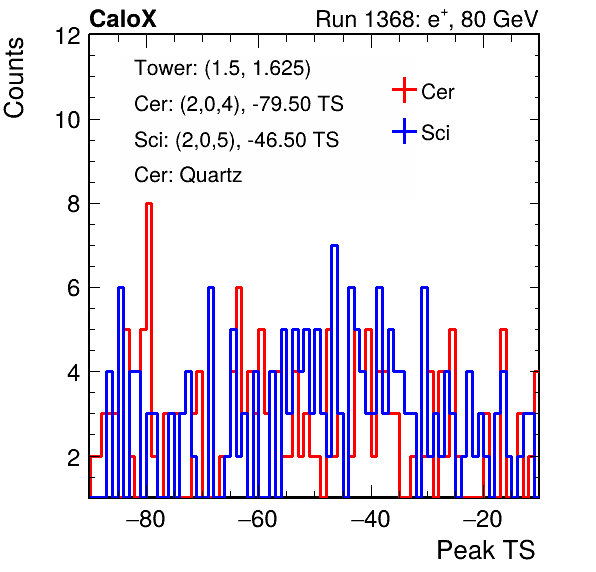 CaloX Run 1368: e⁺, 80 GeV
Counts
12
10
8
6
4
2
Tower: (1.5, 1.625)
Cer: (2,0,4), -79.50 TS
Sci: (2,0,5), -46.50 TS
Cer: Quartz
Cer
Sci
−80 −60 −40 −20
Peak TS